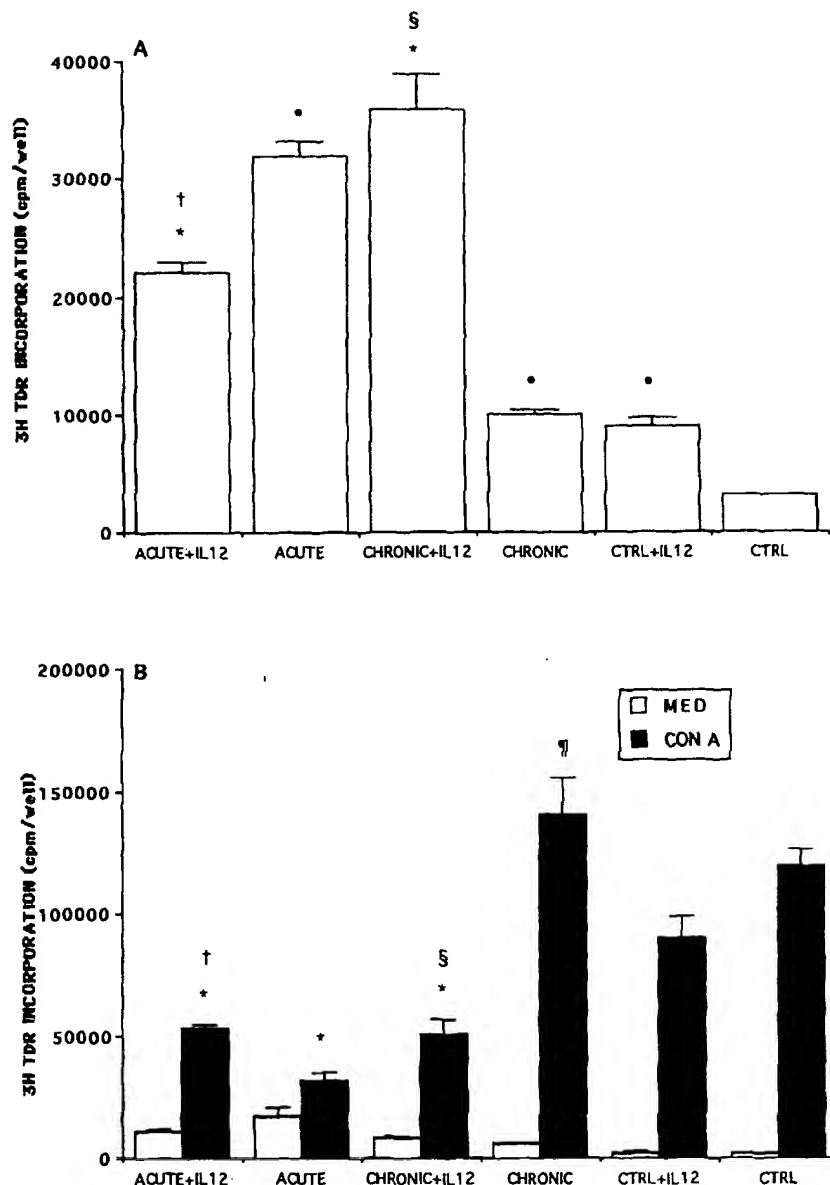 A
§
*
†
*
•
•
•
40000
30000
20000
10000
0
3H TDR INCORPORATION (cpm/well)
ACUTE+IL12 ACUTE CHRONIC+IL12 CHRONIC CTRL+IL12 CTRL
B
200000
150000
100000
50000
0
3H TDR INCORPORATION (cpm/well)
MED
CON A
¶
†
*
*
§
*
ACUTE+IL12 ACUTE CHRONIC+IL12 CHRONIC CTRL+IL12 CTRL